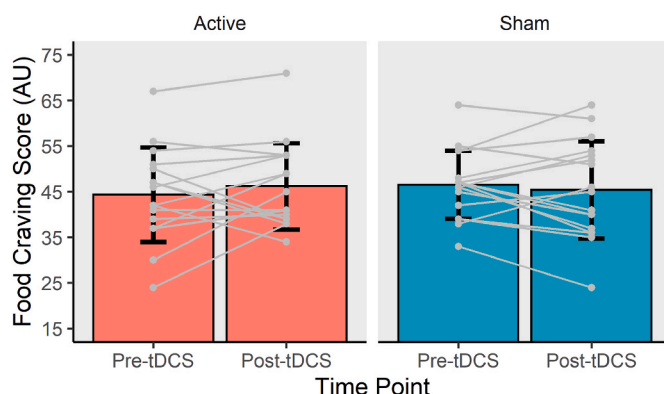 Active
Sham
Food Craving Score (AU)
75
65
55
45
35
25
15
Pre-tDCS
Post-tDCS
Pre-tDCS
Post-tDCS
Time Point